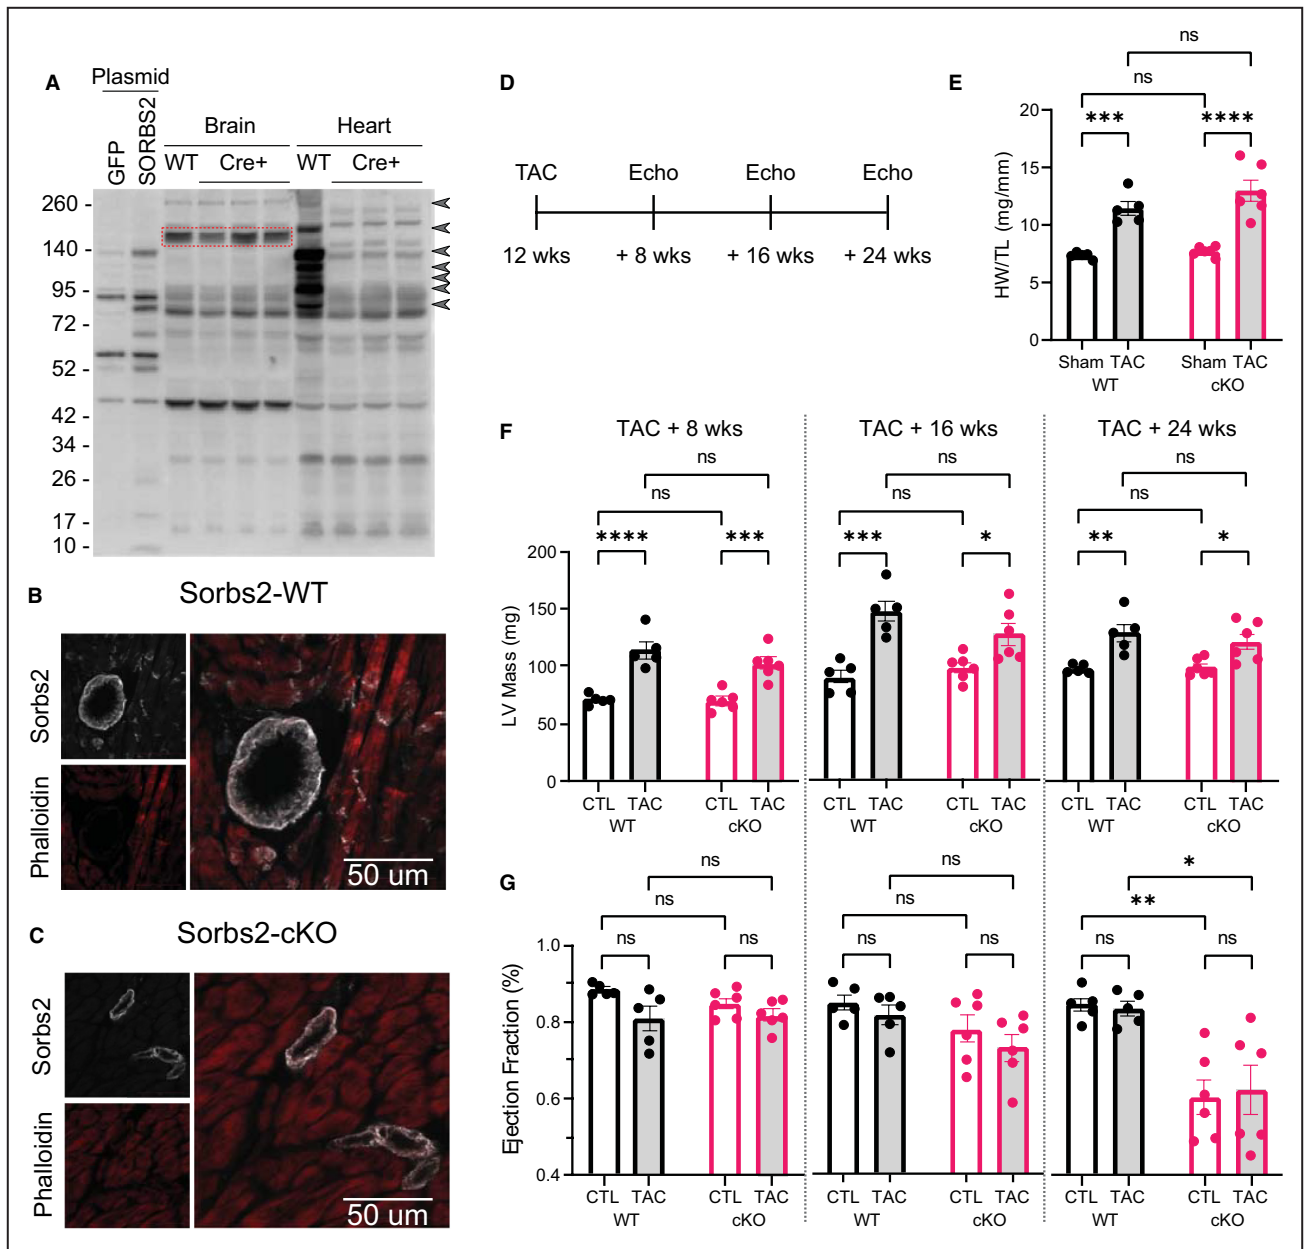 A
Plasmid
GFP
SORBS2
Brain
Heart
WT
Cre+
WT
Cre+
260 -
140 -
95 -
72 -
52 -
42 -
34 -
26 -
17 -
10 -
B
Sorbs2-WT
Sorbs2
Phalloidin
50 um
C
Sorbs2-cKO
Sorbs2
Phalloidin
50 um
D
TAC
Echo
Echo
Echo
12 wks
+ 8 wks
+ 16 wks
+ 24 wks
E
ns
ns
***
****
HW/TL (mg/mm)
20
15
10
5
0
Sham TAC
Sham TAC
WT
cKO
F
TAC + 8 wks
TAC + 16 wks
TAC + 24 wks
ns
ns
ns
ns
ns
ns
****
***
***
*
**
*
LV Mass (mg)
200
150
100
50
0
CTL TAC
CTL TAC
CTL TAC
CTL TAC
CTL TAC
CTL TAC
WT
cKO
WT
cKO
WT
cKO
G
ns
ns
*
ns
ns
**
ns
ns
ns
ns
ns
ns
Ejection Fraction (%)
1.0
0.8
0.6
0.4
CTL TAC
CTL TAC
CTL TAC
CTL TAC
CTL TAC
CTL TAC
WT
cKO
WT
cKO
WT
cKO